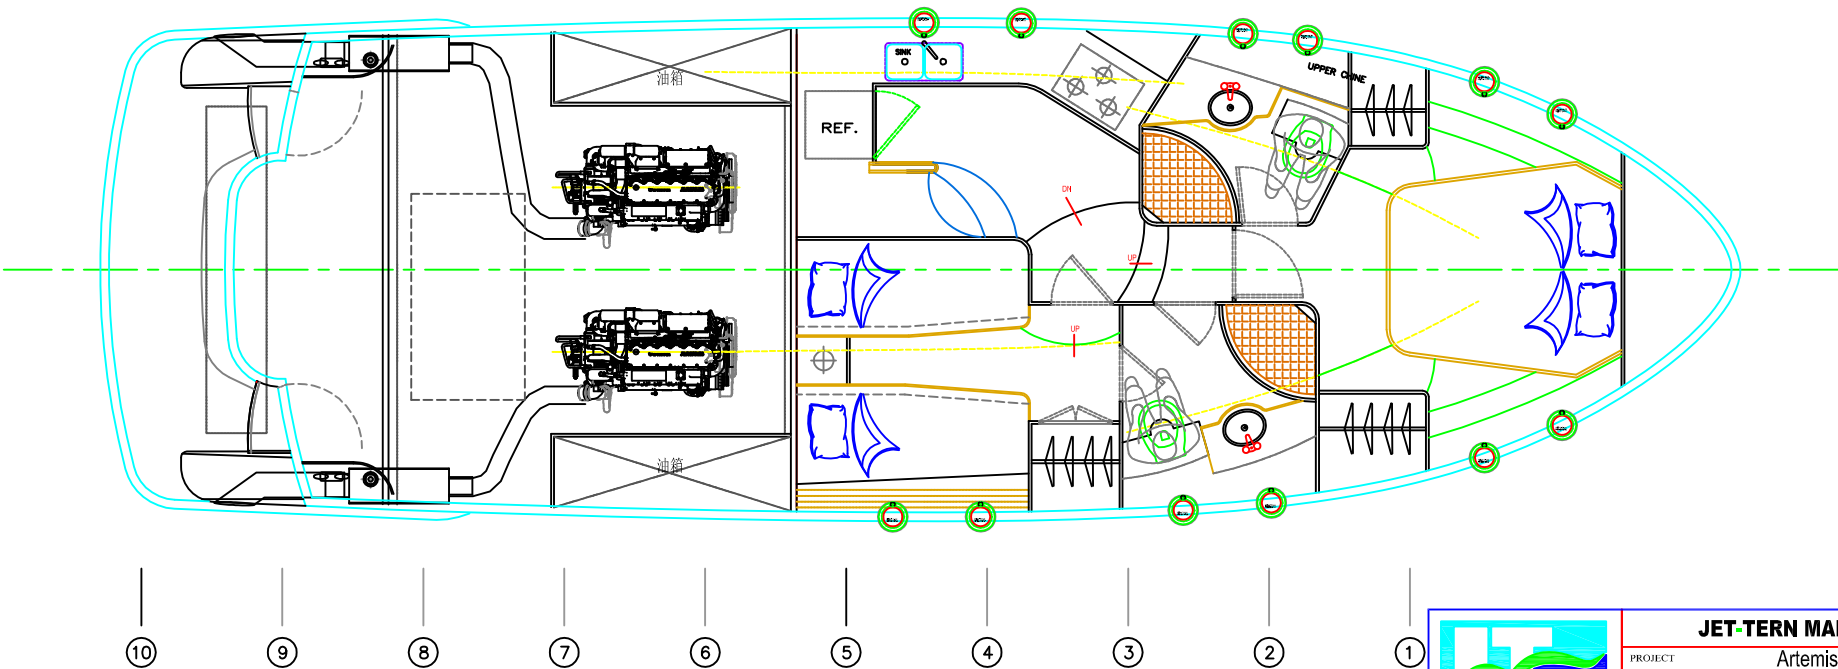 SINK
油箱
UPPER CHINE
REF.
DN
UP
UP
油箱
10
9
8
7
6
5
4
3
2
1
JET-TERN MA
PROJECT
Artemis